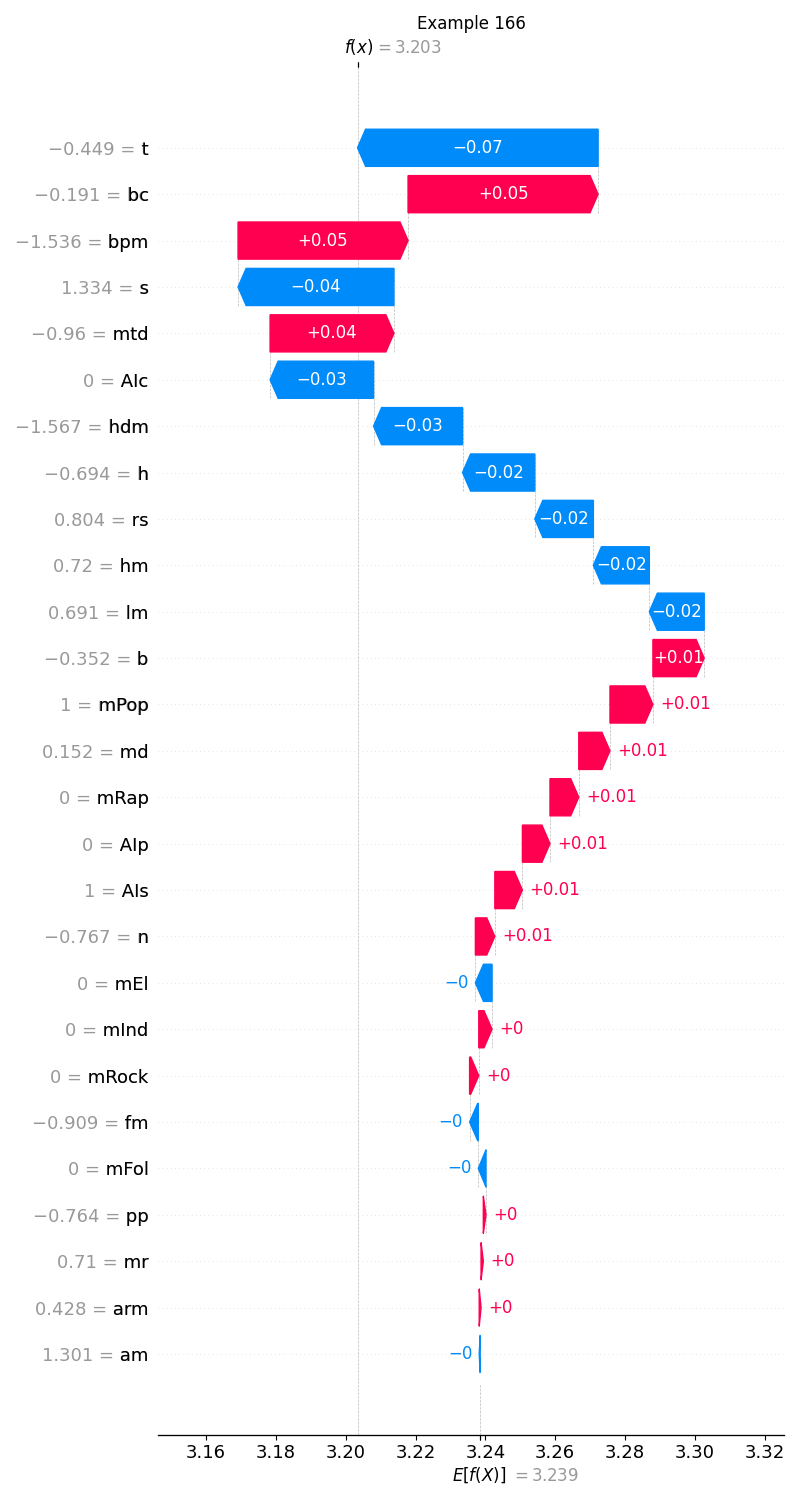 Example 166
f(x) = 3.203
−0.449 = t −0.07
−0.191 = bc +0.05
−1.536 = bpm +0.05
1.334 = s −0.04
−0.96 = mtd +0.04
0 = AIc −0.03
−1.567 = hdm −0.03
−0.694 = h −0.02
0.804 = rs −0.02
0.72 = hm −0.02
0.691 = lm −0.02
−0.352 = b +0.01
1 = mPop +0.01
0.152 = md +0.01
0 = mRap +0.01
0 = AIp +0.01
1 = AIs +0.01
−0.767 = n +0.01
0 = mEl −0
0 = mInd +0
0 = mRock +0
−0.909 = fm −0
0 = mFol −0
−0.764 = pp +0
0.71 = mr +0
0.428 = arm +0
1.301 = am −0
3.16 3.18 3.20 3.22 3.24 3.26 3.28 3.30 3.32
E[f(X)] = 3.239